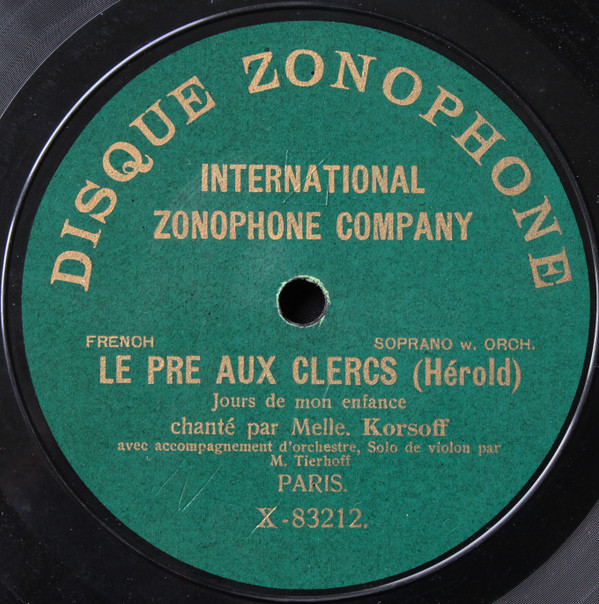 DISQUE ZONOPHONE
INTERNATIONAL
ZONOPHONE COMPANY
FRENCH
SOPRANO w. ORCH.
LE PRE AUX CLERCS (Hérold)
Jours de mon enfance
chanté par Melle. Korsoff
avec accompagnement d'orchestre, Solo de violon par
M. Tierhoff
PARIS.
X-83212.